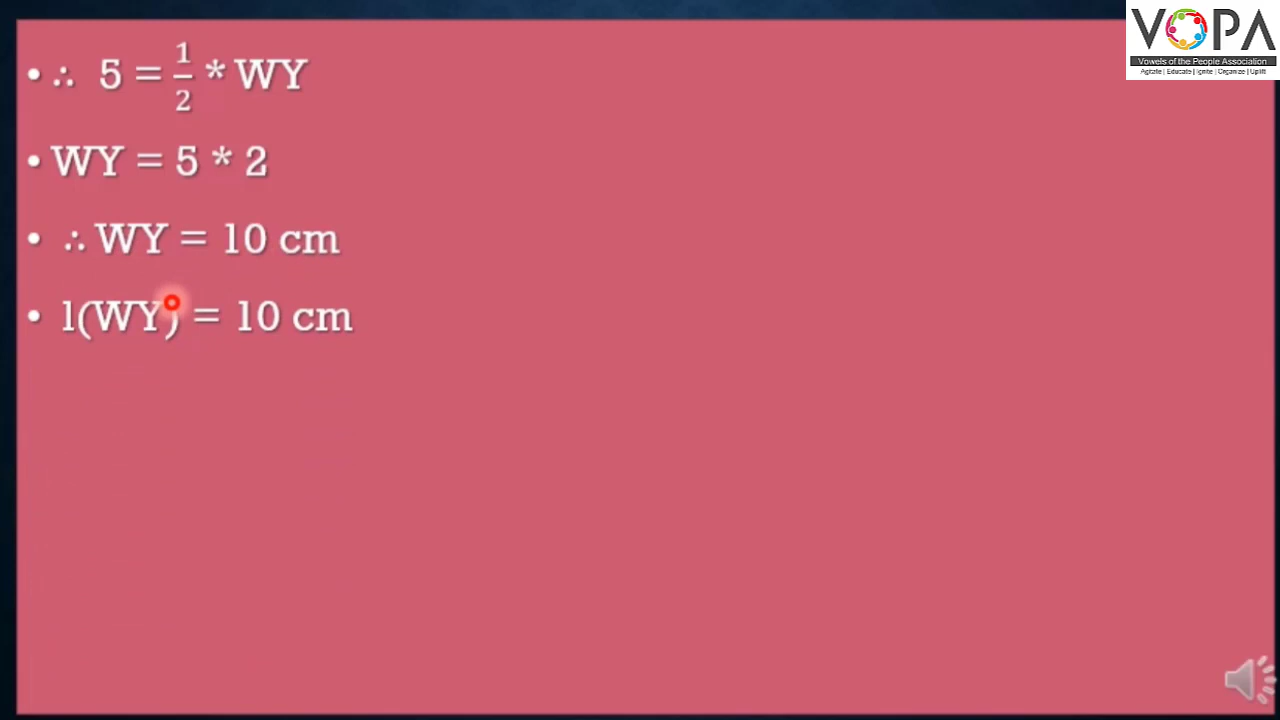 VOPA
Vowels of the People Association
Agitate | Educate | Ignite | Organize | Uplift
• ∴ 5 = 1/2 * WY
• WY = 5 * 2
• ∴ WY = 10 cm
• l(WY) = 10 cm